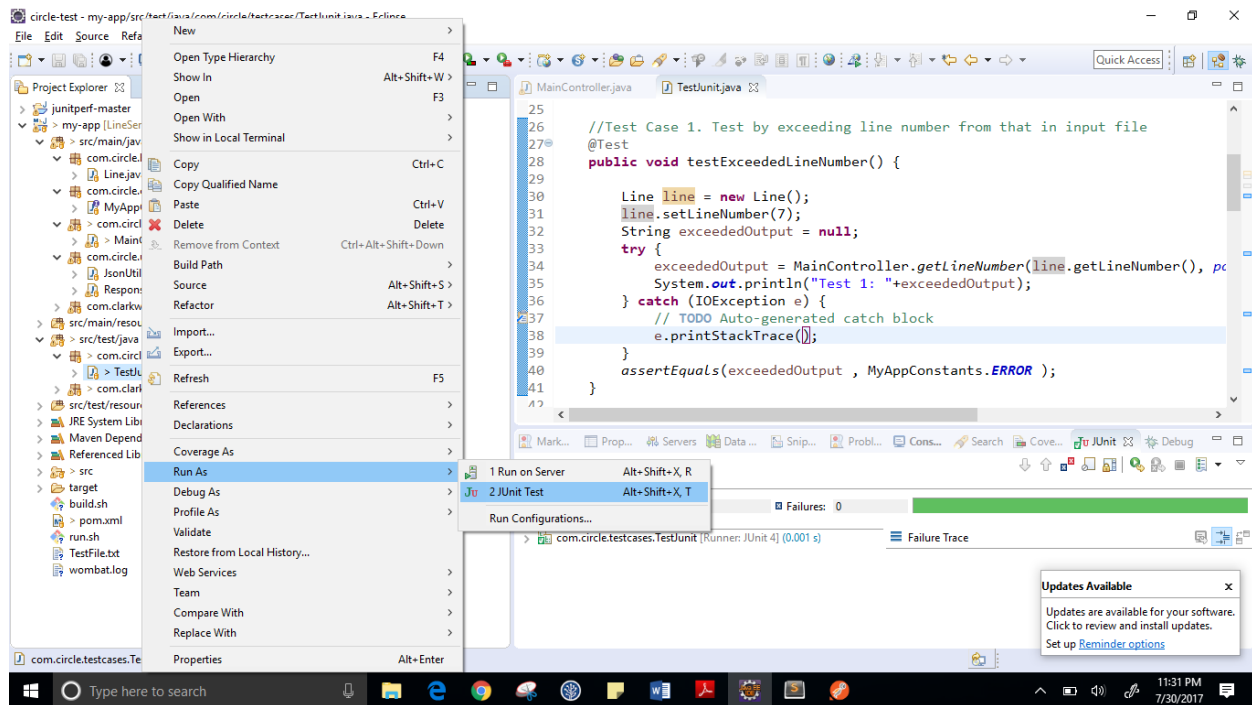 circle-test - my-app/src/test/java/com/circle/testcases/TestJunit.java - Eclipse
File Edit Source Refa
Quick Access
Project Explorer
junitperf-master
> my-app [LineSer
> src/main/jav
com.circle.
Line.jav
com.circle.
MyApp
> com.circl
> Main
com.circle.
JsonUtil
Respon
com.clarkw
src/main/resou
> src/test/java
> com.circl
> TestJu
> com.clark
src/test/resour
JRE System Libr
Maven Depend
Referenced Lib
> src
target
build.sh
> pom.xml
run.sh
TestFile.txt
wombat.log
New
Open Type Hierarchy F4
Show In Alt+Shift+W >
Open F3
Open With
Show in Local Terminal
Copy Ctrl+C
Copy Qualified Name
Paste Ctrl+V
Delete Delete
Remove from Context Ctrl+Alt+Shift+Down
Build Path
Source Alt+Shift+S >
Refactor Alt+Shift+T >
Import...
Export...
Refresh F5
References
Declarations
Coverage As
Run As
Debug As
Profile As
Validate
Restore from Local History...
Web Services
Team
Compare With
Replace With
Properties Alt+Enter
1 Run on Server Alt+Shift+X, R
Ju 2 JUnit Test Alt+Shift+X, T
Run Configurations...
MainController.java TestJunit.java
25
26 //Test Case 1. Test by exceeding line number from that in input file
27 @Test
28 public void testExceededLineNumber() {
29
30 Line line = new Line();
31 line.setLineNumber(7);
32 String exceededOutput = null;
33 try {
34 exceededOutput = MainController.getLineNumber(line.getLineNumber(), po
35 System.out.println("Test 1: "+exceededOutput);
36 } catch (IOException e) {
37 // TODO Auto-generated catch block
38 e.printStackTrace();
39 }
40 assertEquals(exceededOutput , MyAppConstants.ERROR );
41 }
42
Mark... Prop... Servers Data ... Snip... Probl... Cons... Search Cove... JUnit Debug
Failures: 0
com.circle.testcases.TestJunit [Runner: JUnit 4] (0.001 s)
Failure Trace
Updates Available x
Updates are available for your software.
Click to review and install updates.
Set up Reminder options
com.circle.testcases.Te
Type here to search
11:31 PM
7/30/2017